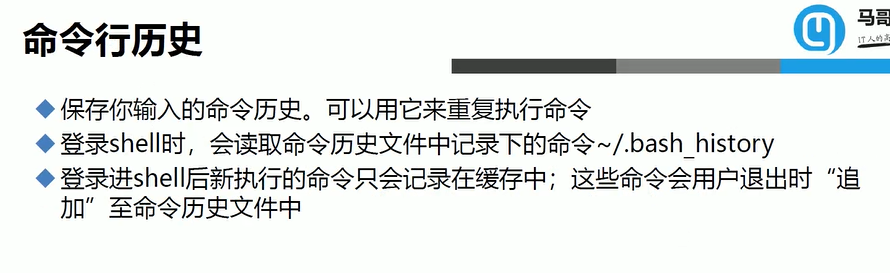 命令行历史
马哥
IT人的高
保存你输入的命令历史。可以用它来重复执行命令
登录shell时，会读取命令历史文件中记录下的命令~/.bash_history
登录进shell后新执行的命令只会记录在缓存中；这些命令会用户退出时“追
加”至命令历史文件中